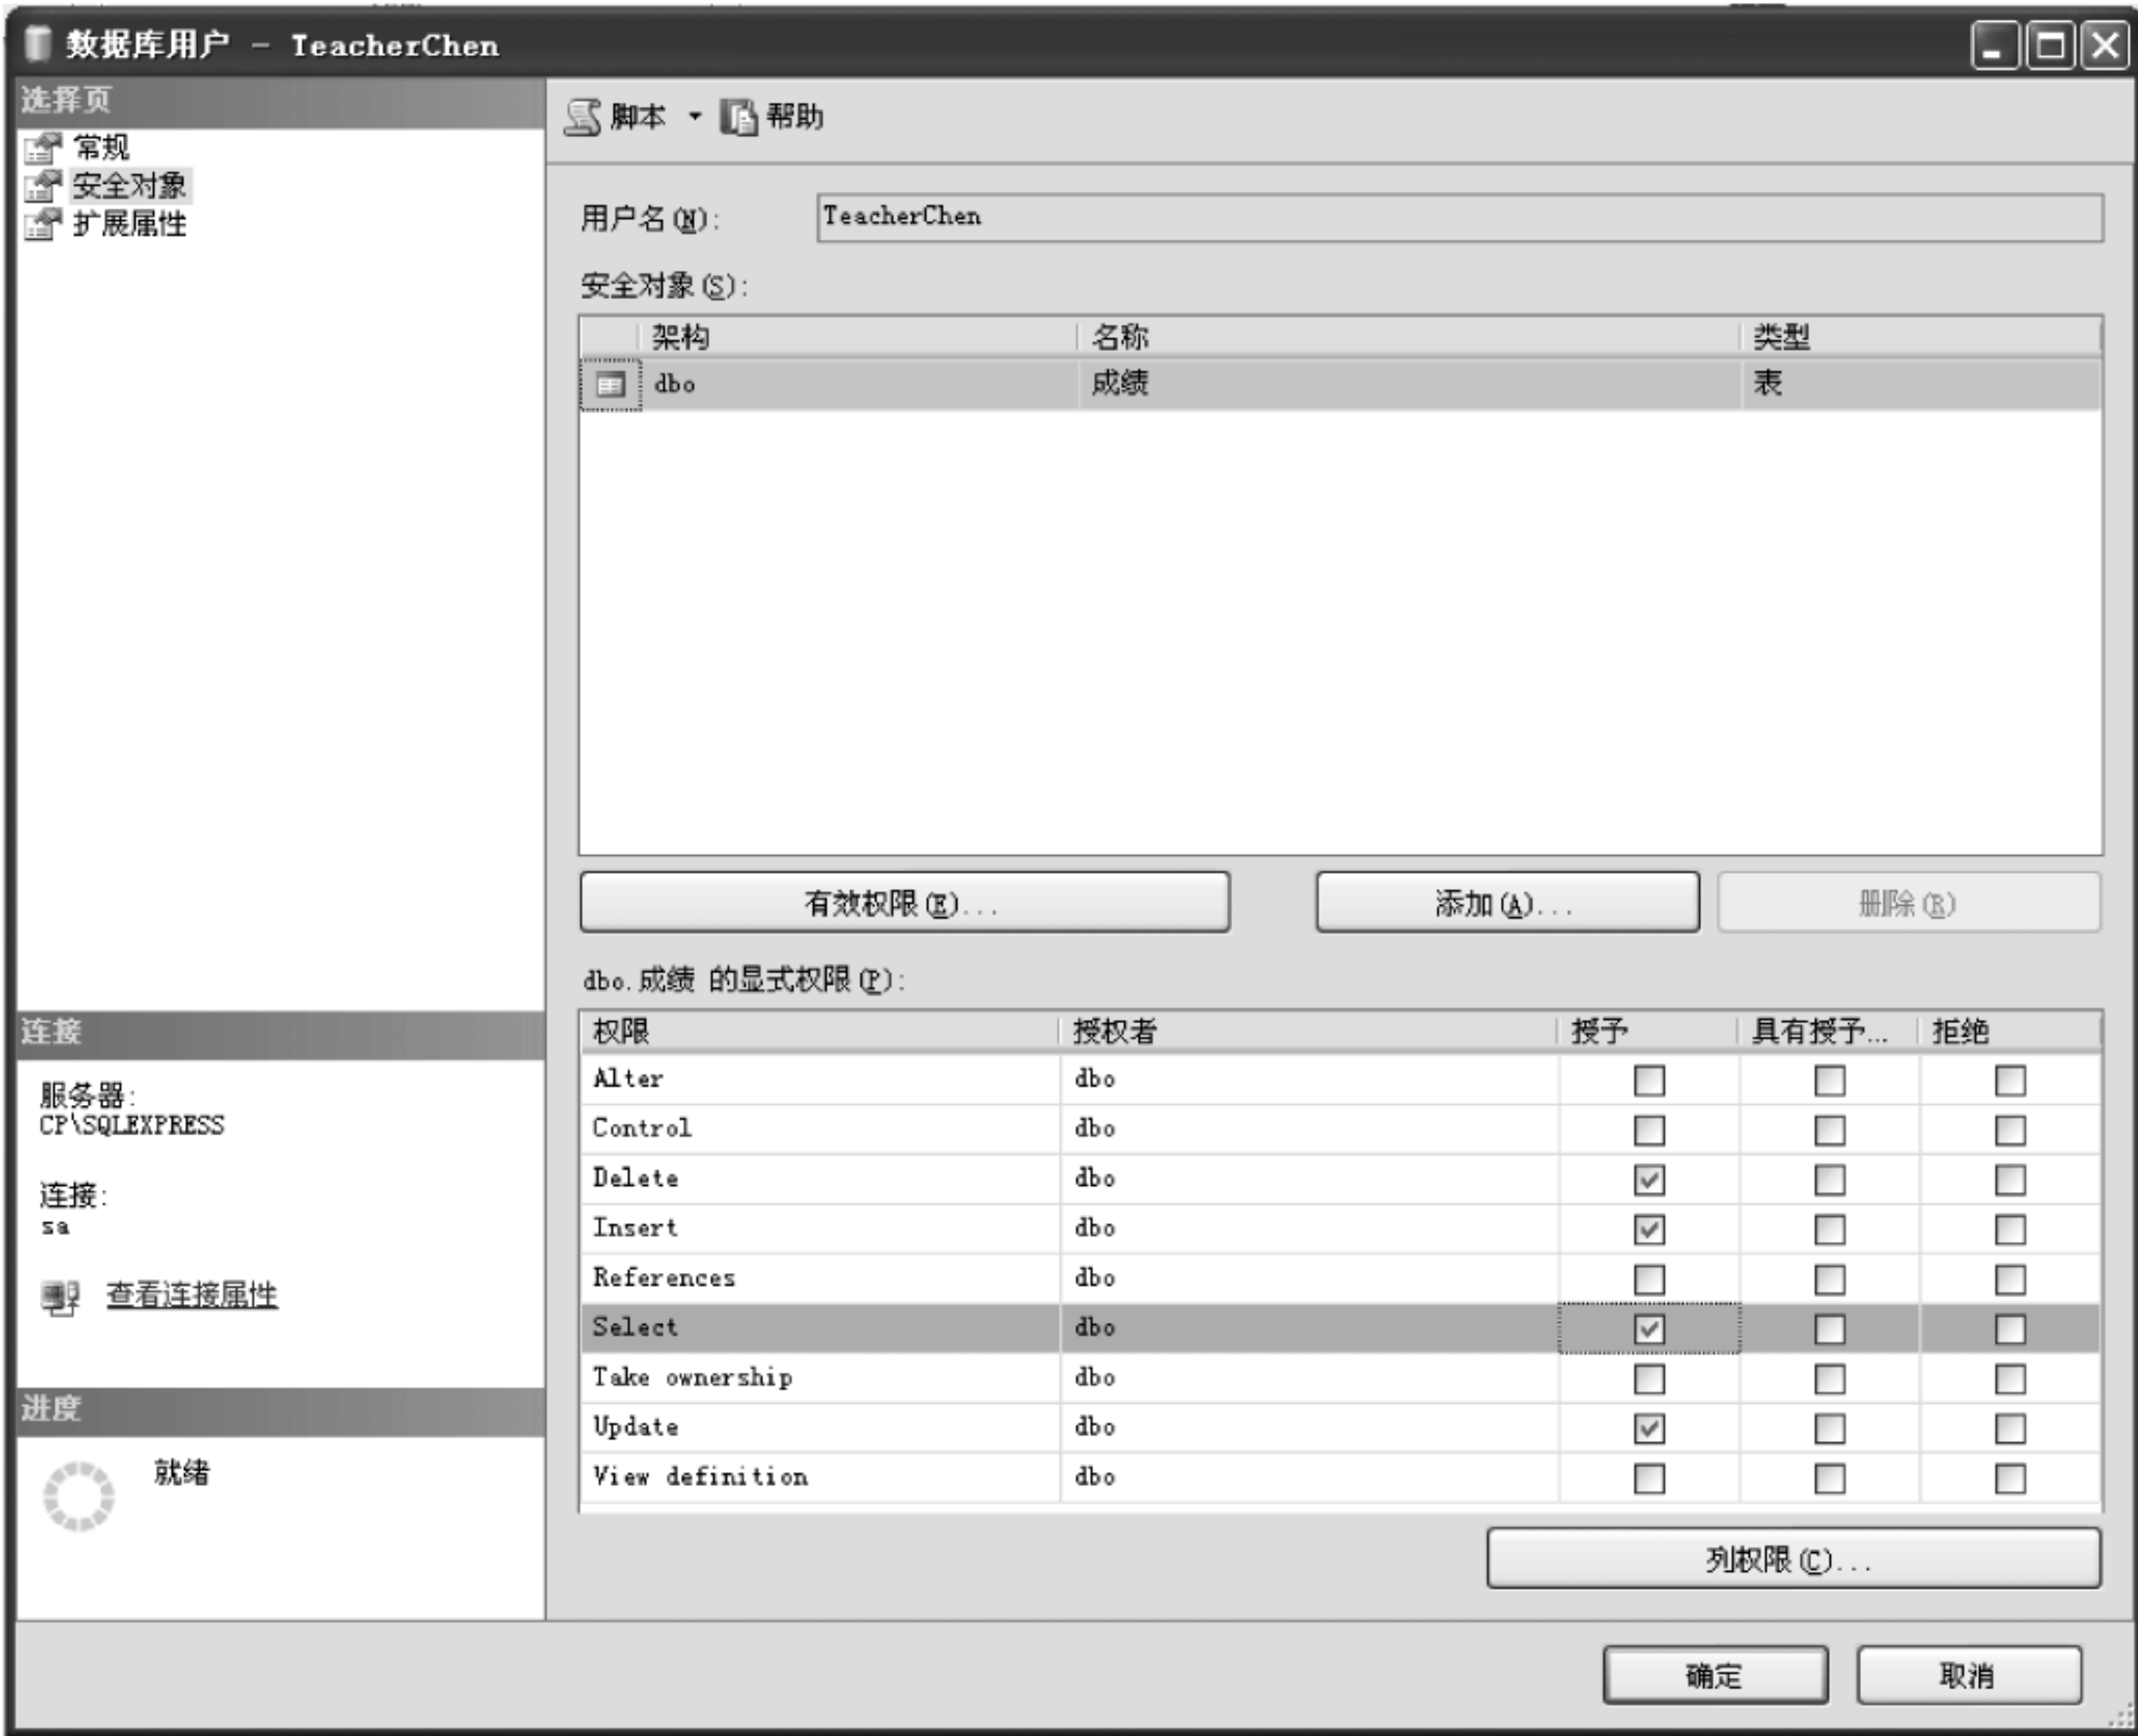 数据库用户 - TeacherChen
选择页
常规
安全对象
扩展属性
脚本 帮助
用户名(N): TeacherChen
安全对象(S):
架构 名称 类型
dbo 成绩 表
有效权限(E)... 添加(A)... 删除(R)
dbo.成绩 的显式权限(P):
权限 授权者 授予 具有授予... 拒绝
Alter dbo
Control dbo
Delete dbo
Insert dbo
References dbo
Select dbo
Take ownership dbo
Update dbo
View definition dbo
列权限(C)...
连接
服务器:
CP\SQLEXPRESS
连接:
sa
查看连接属性
进度
就绪
确定 取消